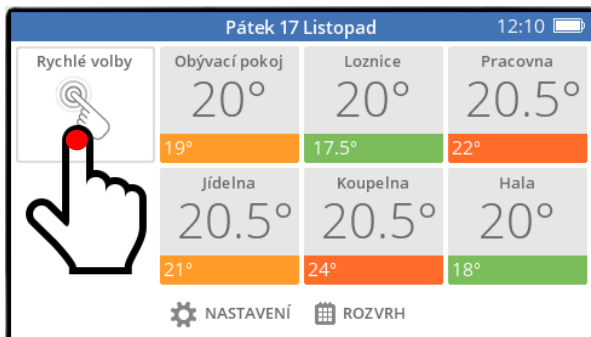 Pátek 17 Listopad 12:10
Rychlé volby
Obývací pokoj
20°
19°
Loznice
20°
17.5°
Pracovna
20.5°
22°
Jídelna
20.5°
21°
Koupelna
20.5°
24°
Hala
20°
18°
NASTAVENÍ
ROZVRH